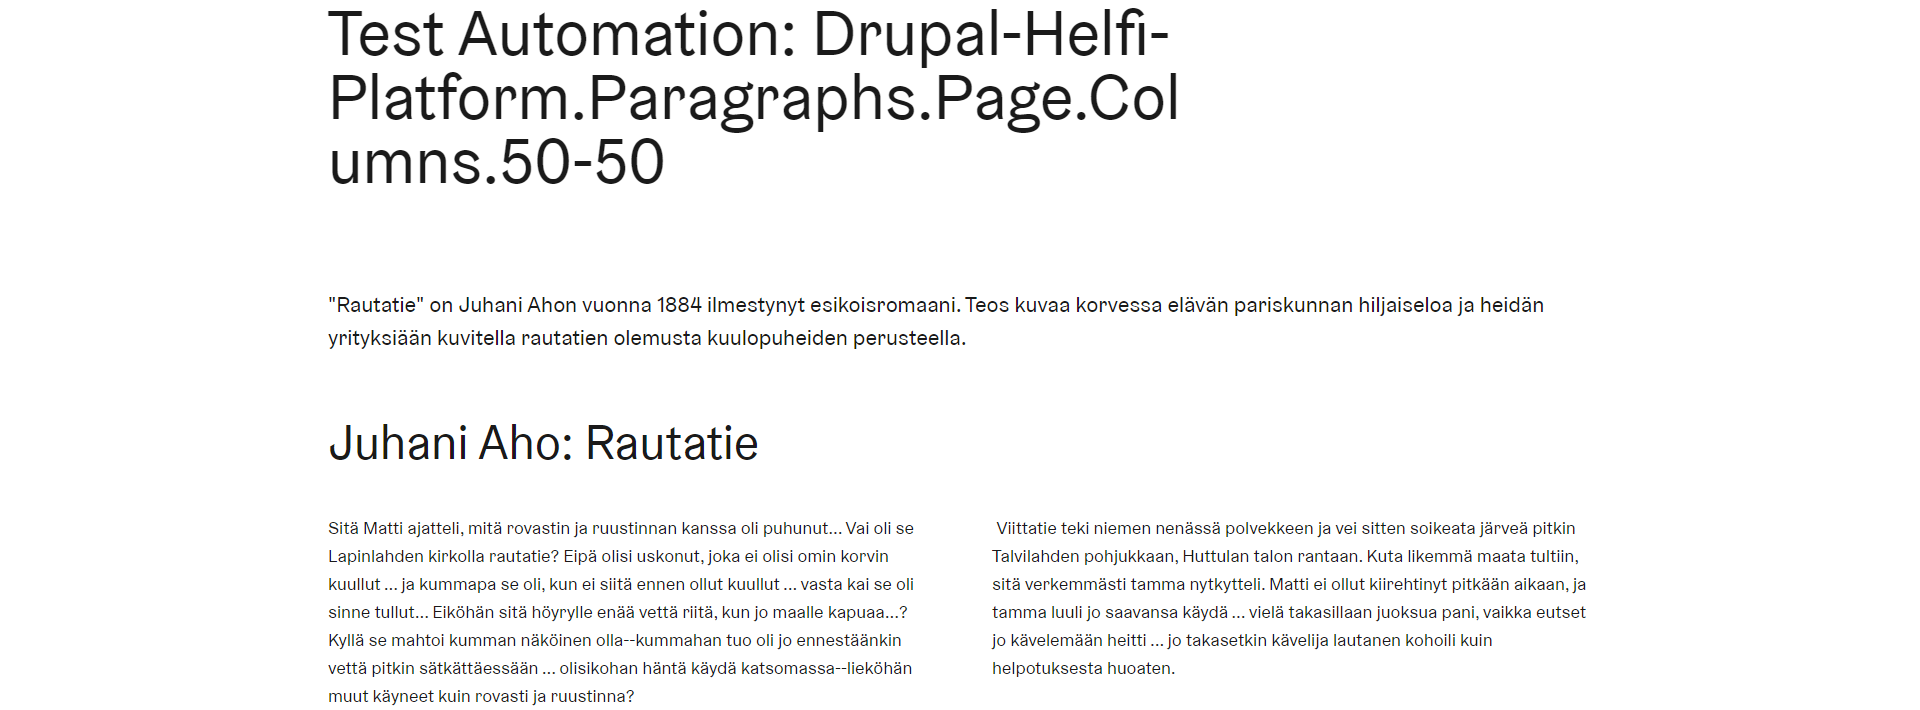 Test Automation: Drupal-Helfi-
Platform.Paragraphs.Page.Col
umns.50-50
"Rautatie" on Juhani Ahon vuonna 1884 ilmestynyt esikoisromaani. Teos kuvaa korvessa elävän pariskunnan hiljaiseloa ja heidän
yrityksiään kuvitella rautatien olemusta kuulopuheiden perusteella.
Juhani Aho: Rautatie
Sitä Matti ajatteli, mitä rovastin ja ruustinnan kanssa oli puhunut... Vai oli se
Lapinlahden kirkolla rautatie? Eipä olisi uskonut, joka ei olisi omin korvin
kuullut ... ja kummapa se oli, kun ei siitä ennen ollut kuullut ... vasta kai se oli
sinne tullut... Eiköhän sitä höyrylle enää vettä riitä, kun jo maalle kapuaa...?
Kyllä se mahtoi kumman näköinen olla--kummahan tuo oli jo ennestäänkin
vettä pitkin sätkättäessään ... olisikohan häntä käydä katsomassa--lieköhän
muut käyneet kuin rovasti ja ruustinna?
Viittatie teki niemen nenässä polvekkeen ja vei sitten soikeata järveä pitkin
Talvilahden pohjukkaan, Huttulan talon rantaan. Kuta likemmä maata tultiin,
sitä verkemmästi tamma nytkytteli. Matti ei ollut kiirehtinyt pitkään aikaan, ja
tamma luuli jo saavansa käydä ... vielä takasillaan juoksua pani, vaikka eutset
jo kävelemään heitti ... jo takasetkin kävelijä lautanen kohoili kuin
helpotuksesta huoaten.